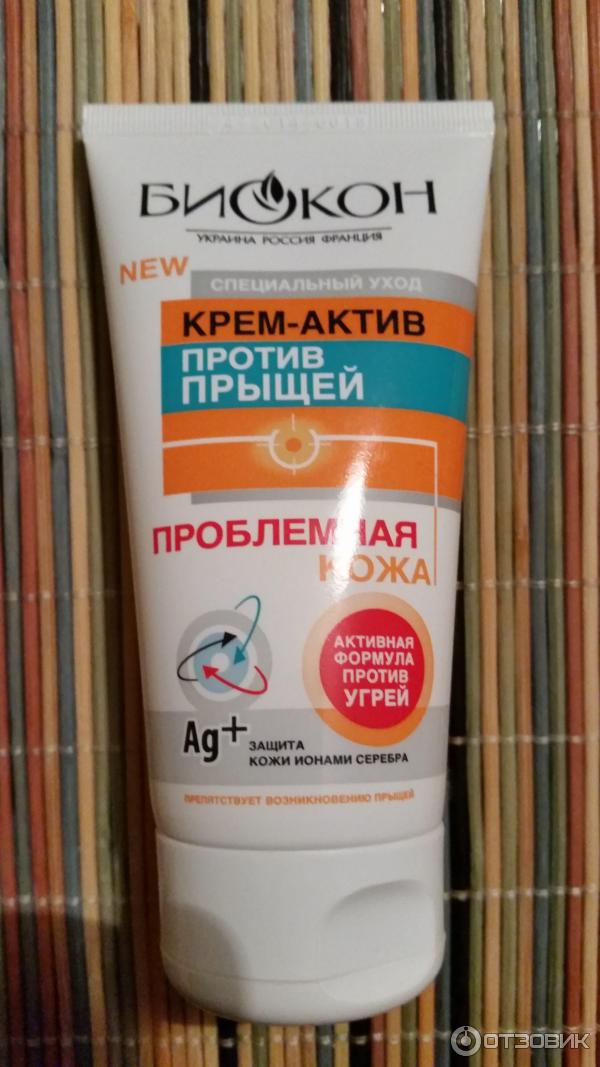 БИОКОН
УКРАИНА РОССИЯ ФРАНЦИЯ
NEW
СПЕЦИАЛЬНЫЙ УХОД
КРЕМ-АКТИВ
ПРОТИВ
ПРЫЩЕЙ
ПРОБЛЕМНАЯ
КОЖА
АКТИВНАЯ
ФОРМУЛА
ПРОТИВ
УГРЕЙ
Ag+ ЗАЩИТА
КОЖИ ИОНАМИ СЕРЕБРА
ПРЕПЯТСТВУЕТ ВОЗНИКНОВЕНИЮ ПРЫЩЕЙ
ОТЗОВИК